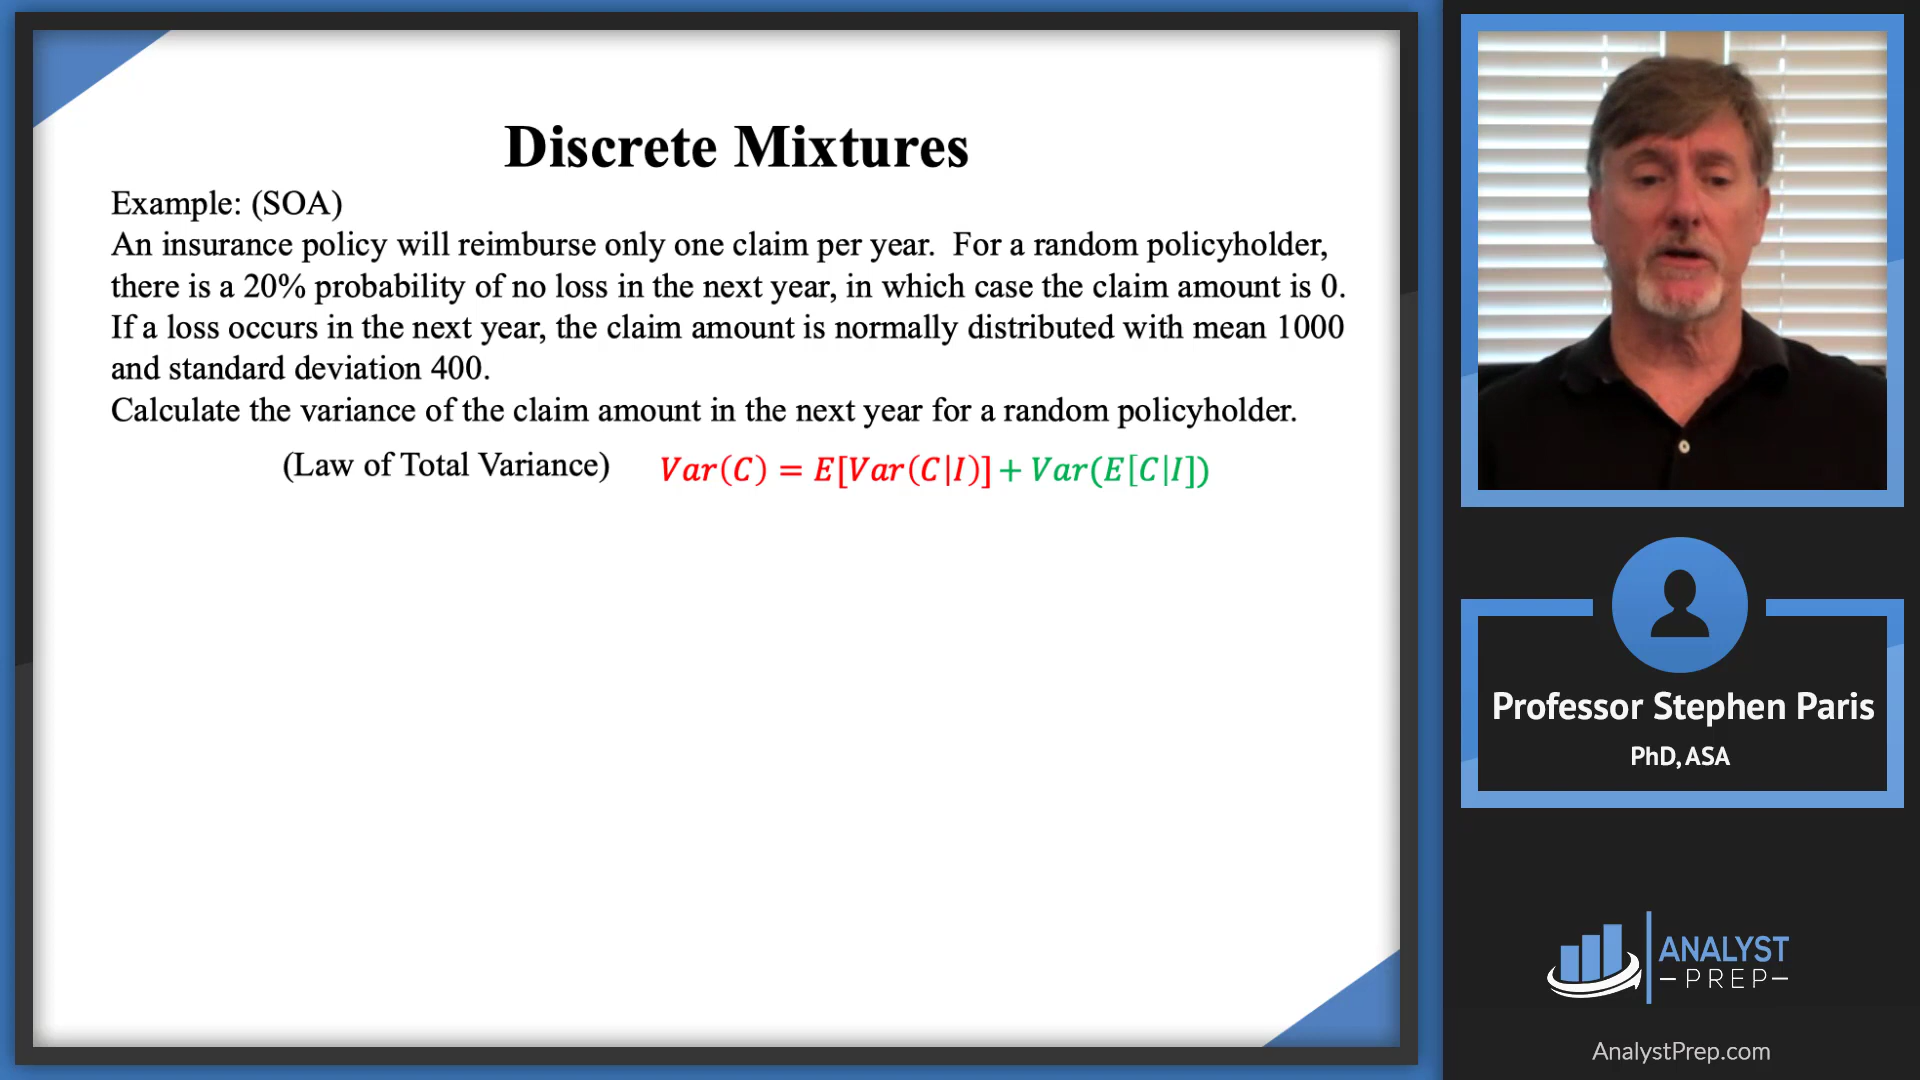 Discrete Mixtures
Example: (SOA)
An insurance policy will reimburse only one claim per year.  For a random policyholder,
there is a 20% probability of no loss in the next year, in which case the claim amount is 0.
If a loss occurs in the next year, the claim amount is normally distributed with mean 1000
and standard deviation 400.
Calculate the variance of the claim amount in the next year for a random policyholder.
(Law of Total Variance) Var(C) = E[Var(C|I)] + Var(E[C|I])
Professor Stephen Paris
PhD, ASA
ANALYST
PREP
AnalystPrep.com